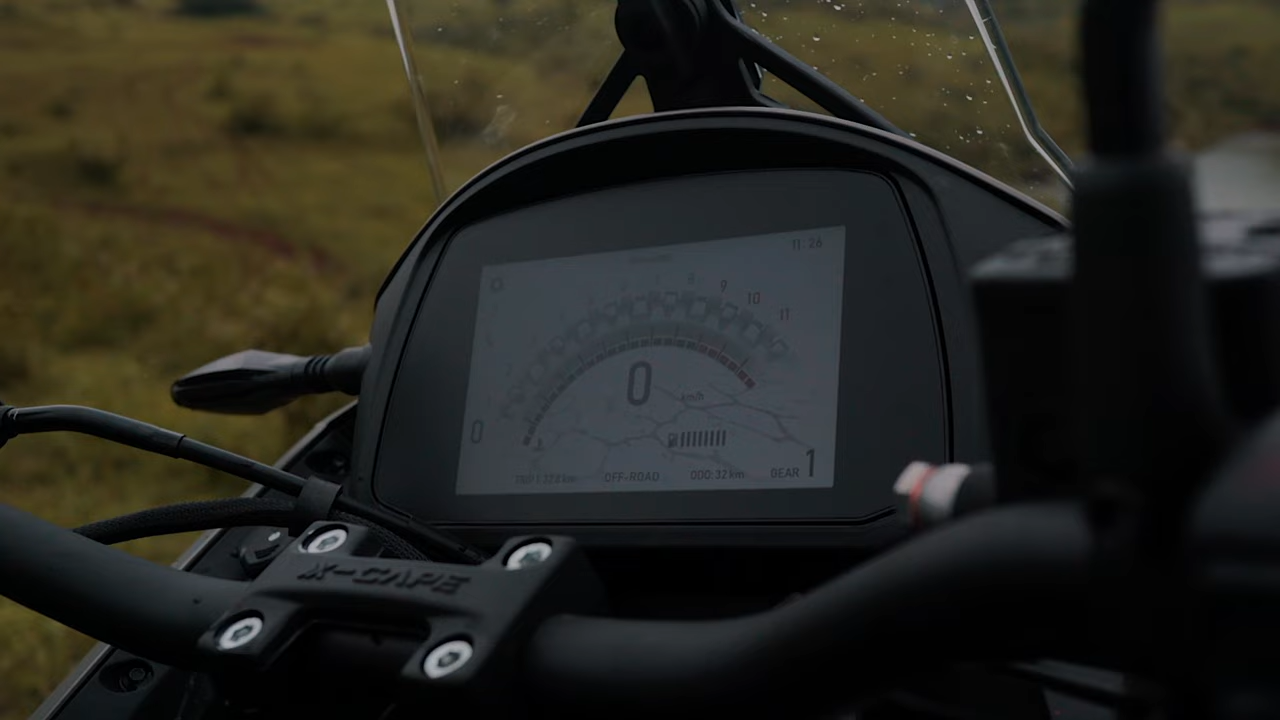 11:26
9
10
11
0
km/h
0
OFF-ROAD
ODO:32 km
GEAR 1
X-CAPE